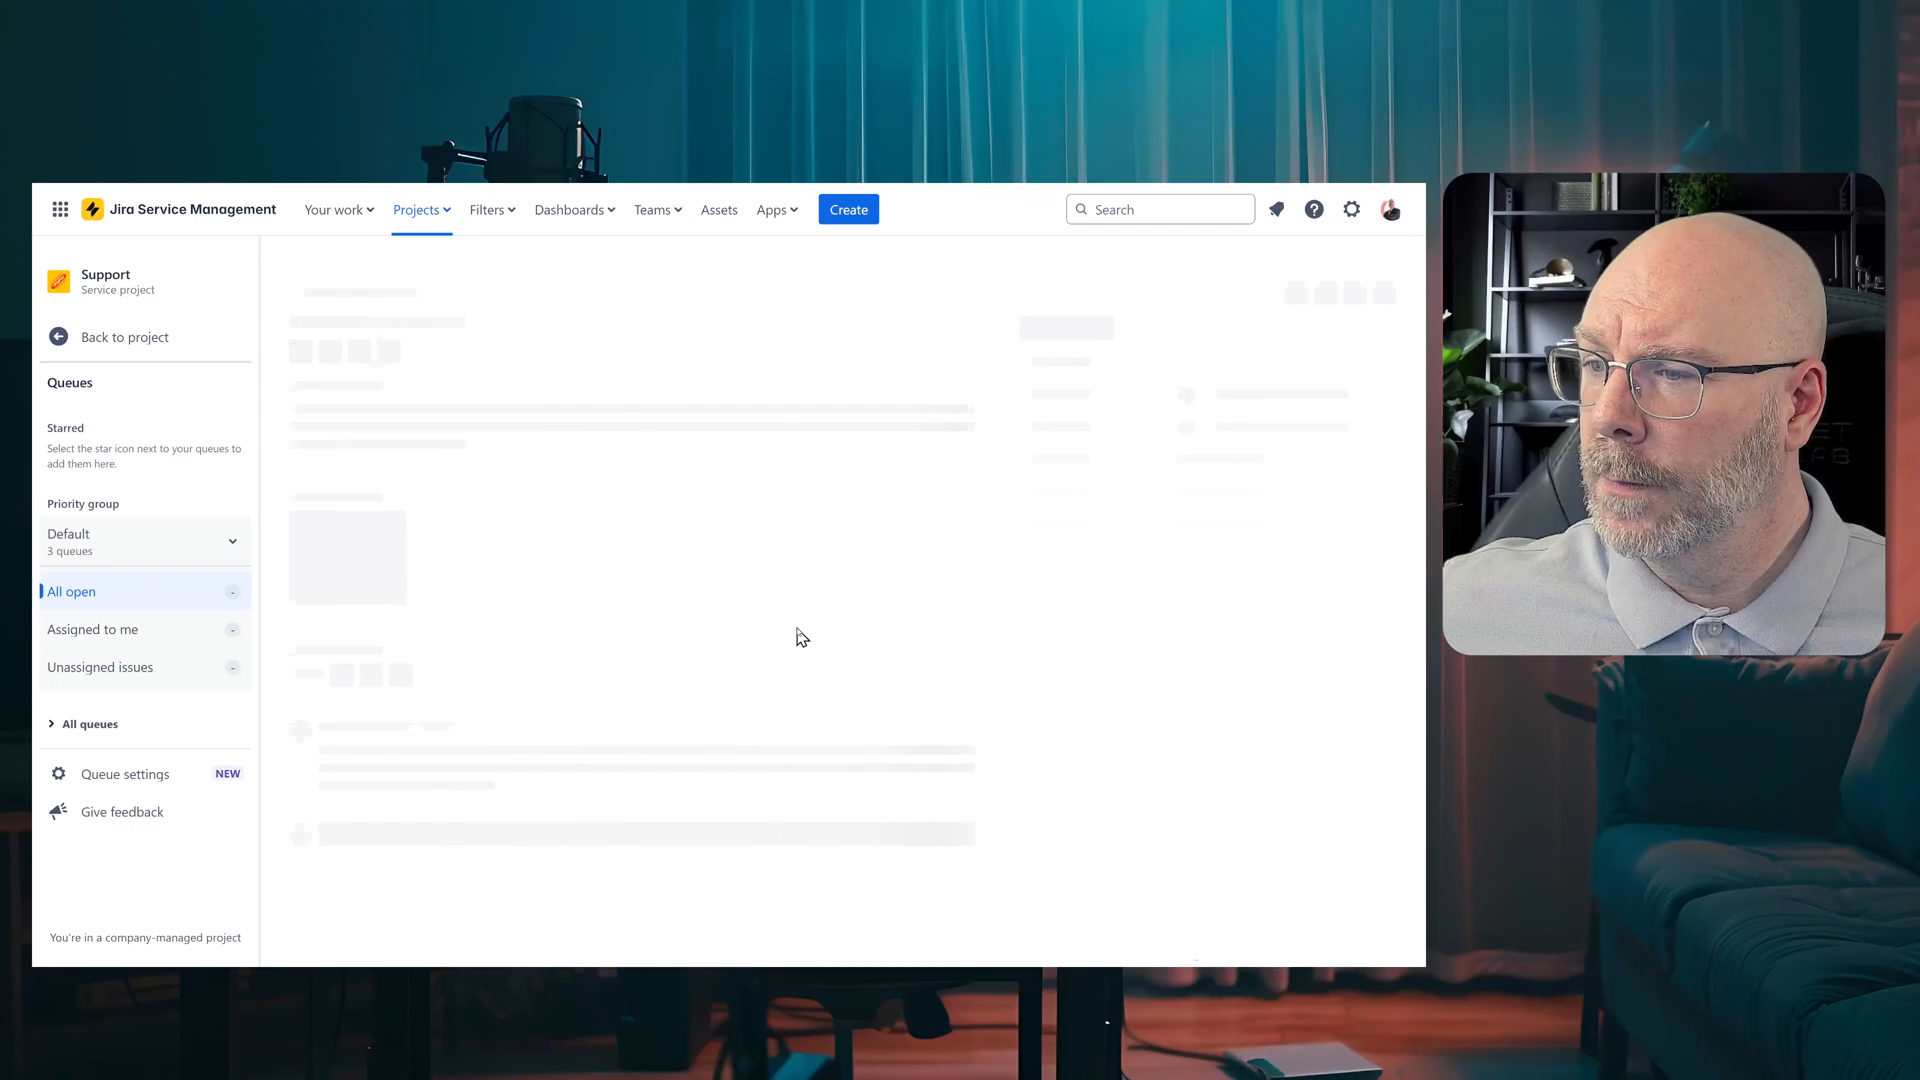 Jira Service Management
Your work
Projects
Filters
Dashboards
Teams
Assets
Apps
Create
Search
Support
Service project
Back to project
Queues
Starred
Select the star icon next to your queues to
add them here.
Priority group
Default
3 queues
All open -
Assigned to me -
Unassigned issues -
All queues
Queue settings NEW
Give feedback
You're in a company-managed project